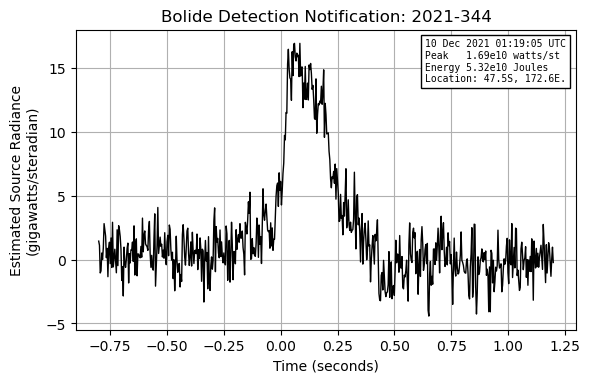 Bolide Detection Notification: 2021-344
10 Dec 2021 01:19:05 UTC
Peak   1.69e10 watts/st
Energy 5.32e10 Joules
Location: 47.5S, 172.6E.
Estimated Source Radiance
(gigawatts/steradian)
15
10
5
0
−5
−0.75 −0.50 −0.25 0.00 0.25 0.50 0.75 1.00 1.25
Time (seconds)